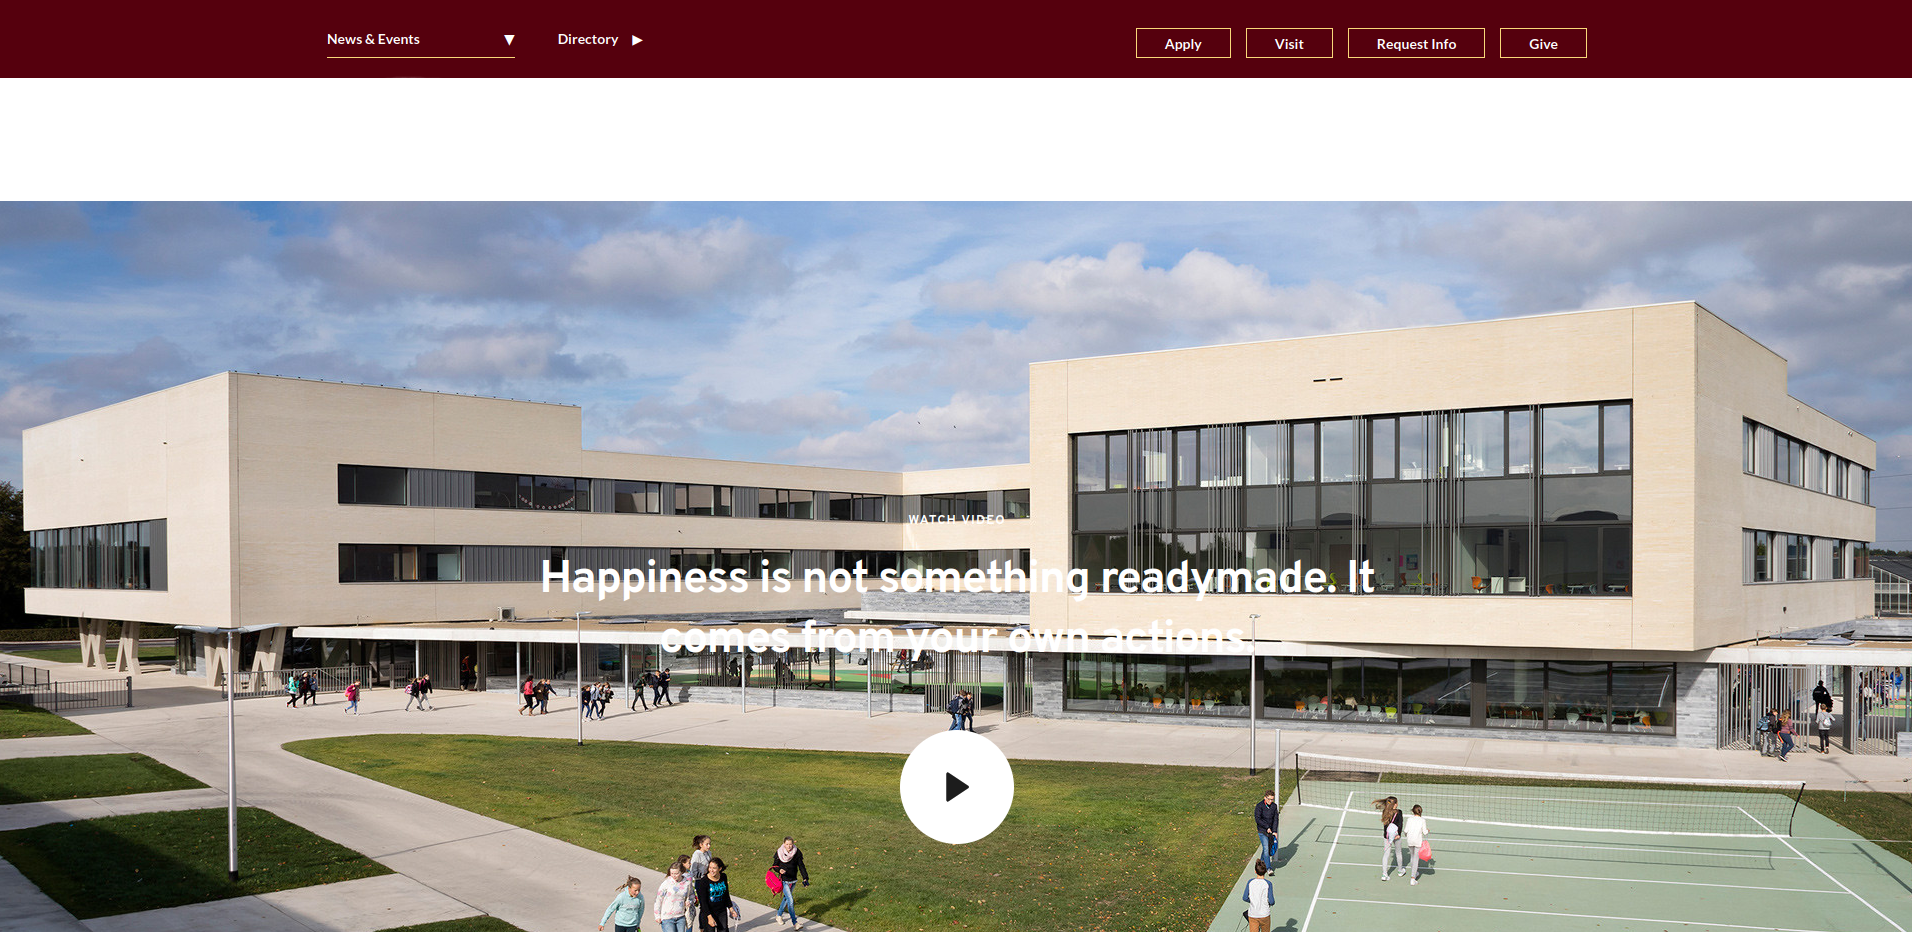 News & Events ▼ Directory ▶ Apply Visit Request Info Give
WATCH VIDEO
Happiness is not something readymade. It
comes from your own actions.